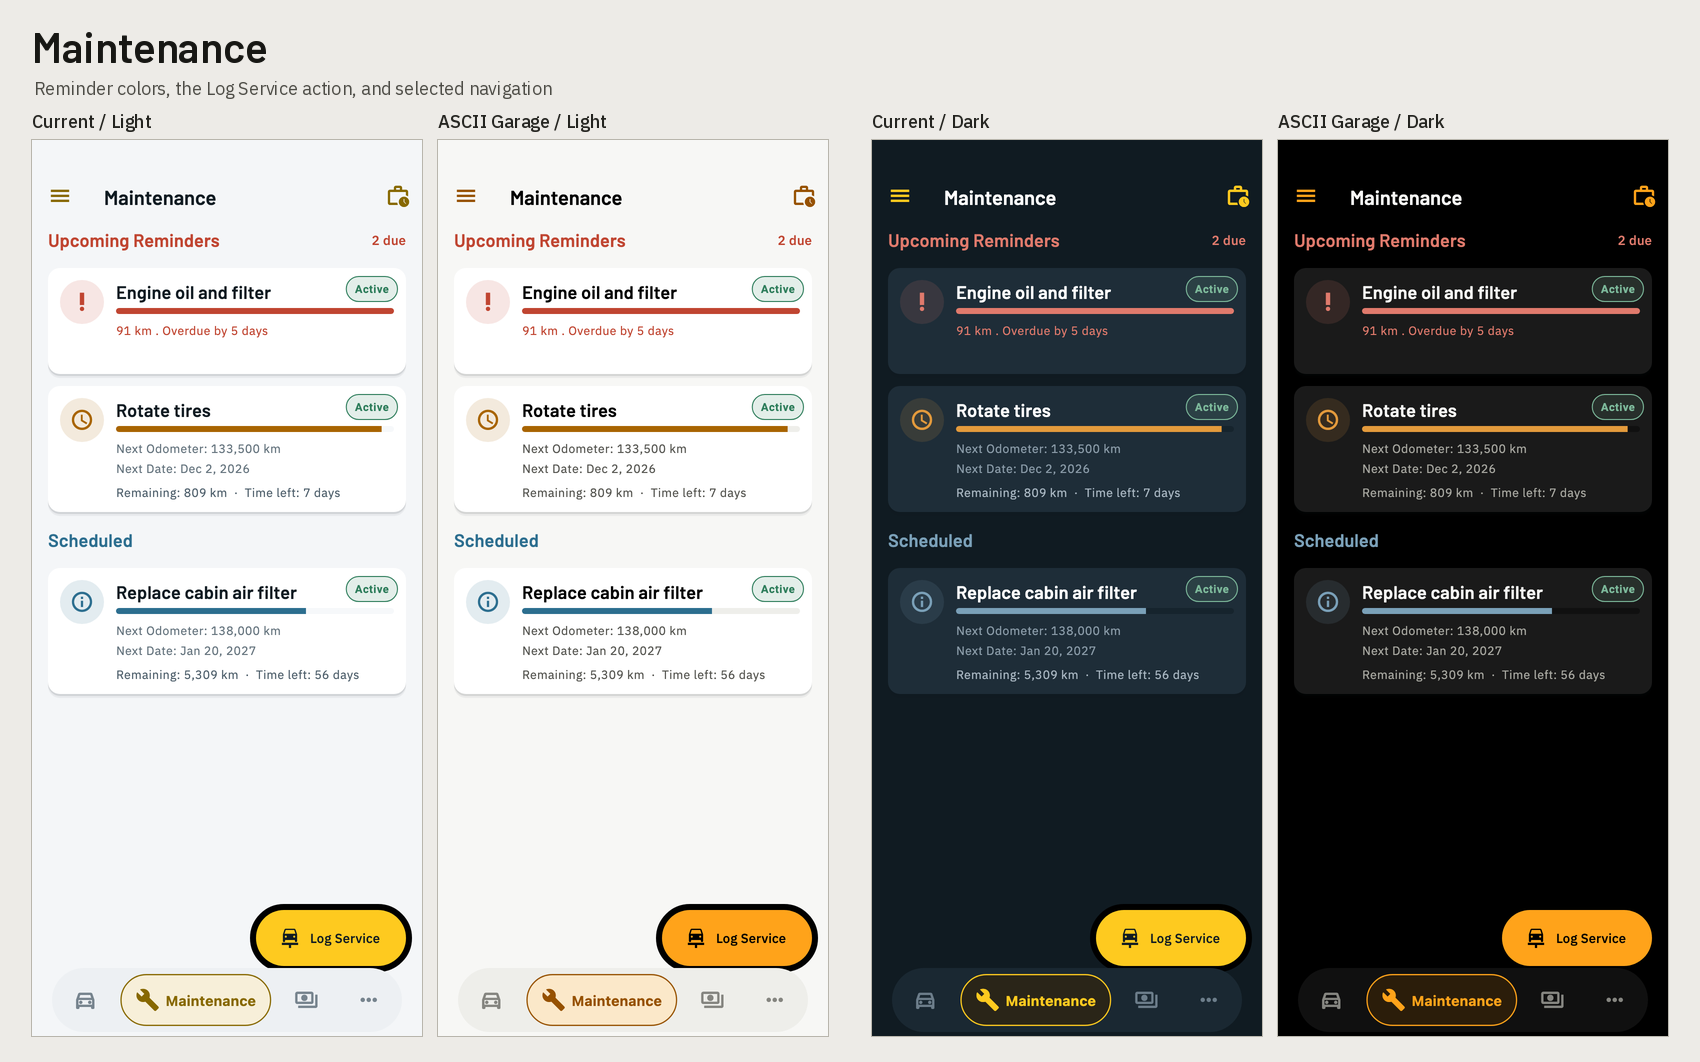 Maintenance
Reminder colors, the Log Service action, and selected navigation
Current / Light
Maintenance
Upcoming Reminders 2 due
Engine oil and filter Active
91 km . Overdue by 5 days
Rotate tires Active
Next Odometer: 133,500 km
Next Date: Dec 2, 2026
Remaining: 809 km · Time left: 7 days
Scheduled
Replace cabin air filter Active
Next Odometer: 138,000 km
Next Date: Jan 20, 2027
Remaining: 5,309 km · Time left: 56 days
Log Service
Maintenance
ASCII Garage / Light
Maintenance
Upcoming Reminders 2 due
Engine oil and filter Active
91 km . Overdue by 5 days
Rotate tires Active
Next Odometer: 133,500 km
Next Date: Dec 2, 2026
Remaining: 809 km · Time left: 7 days
Scheduled
Replace cabin air filter Active
Next Odometer: 138,000 km
Next Date: Jan 20, 2027
Remaining: 5,309 km · Time left: 56 days
Log Service
Maintenance
Current / Dark
Maintenance
Upcoming Reminders 2 due
Engine oil and filter Active
91 km . Overdue by 5 days
Rotate tires Active
Next Odometer: 133,500 km
Next Date: Dec 2, 2026
Remaining: 809 km · Time left: 7 days
Scheduled
Replace cabin air filter Active
Next Odometer: 138,000 km
Next Date: Jan 20, 2027
Remaining: 5,309 km · Time left: 56 days
Log Service
Maintenance
ASCII Garage / Dark
Maintenance
Upcoming Reminders 2 due
Engine oil and filter Active
91 km . Overdue by 5 days
Rotate tires Active
Next Odometer: 133,500 km
Next Date: Dec 2, 2026
Remaining: 809 km · Time left: 7 days
Scheduled
Replace cabin air filter Active
Next Odometer: 138,000 km
Next Date: Jan 20, 2027
Remaining: 5,309 km · Time left: 56 days
Log Service
Maintenance